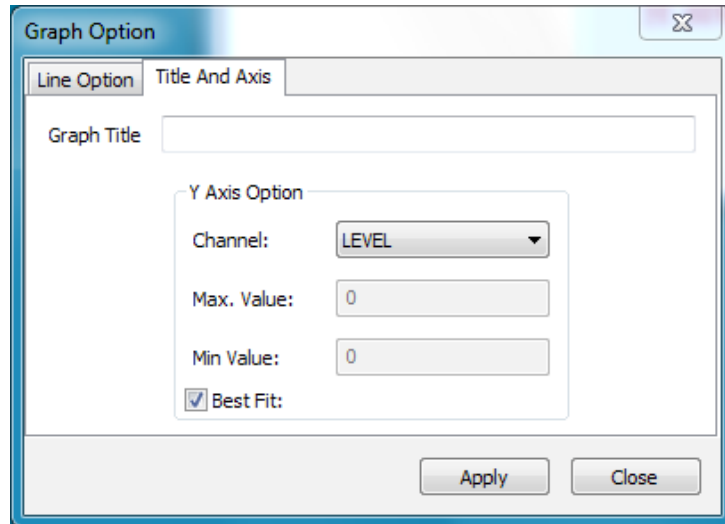 Graph Option
Line Option Title And Axis
Graph Title
Y Axis Option
Channel: LEVEL
Max. Value: 0
Min Value: 0
Best Fit:
Apply Close